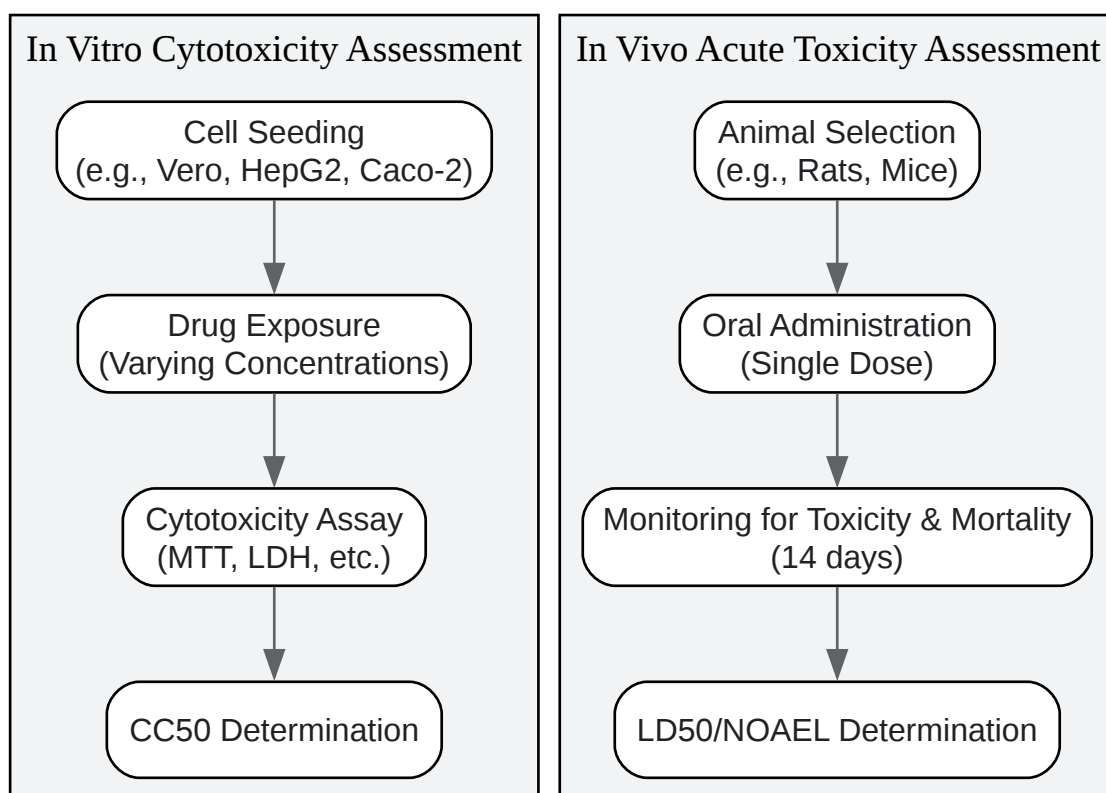 In Vitro Cytotoxicity Assessment
Cell Seeding
(e.g., Vero, HepG2, Caco-2)
Drug Exposure
(Varying Concentrations)
Cytotoxicity Assay
(MTT, LDH, etc.)
CC50 Determination
In Vivo Acute Toxicity Assessment
Animal Selection
(e.g., Rats, Mice)
Oral Administration
(Single Dose)
Monitoring for Toxicity & Mortality
(14 days)
LD50/NOAEL Determination